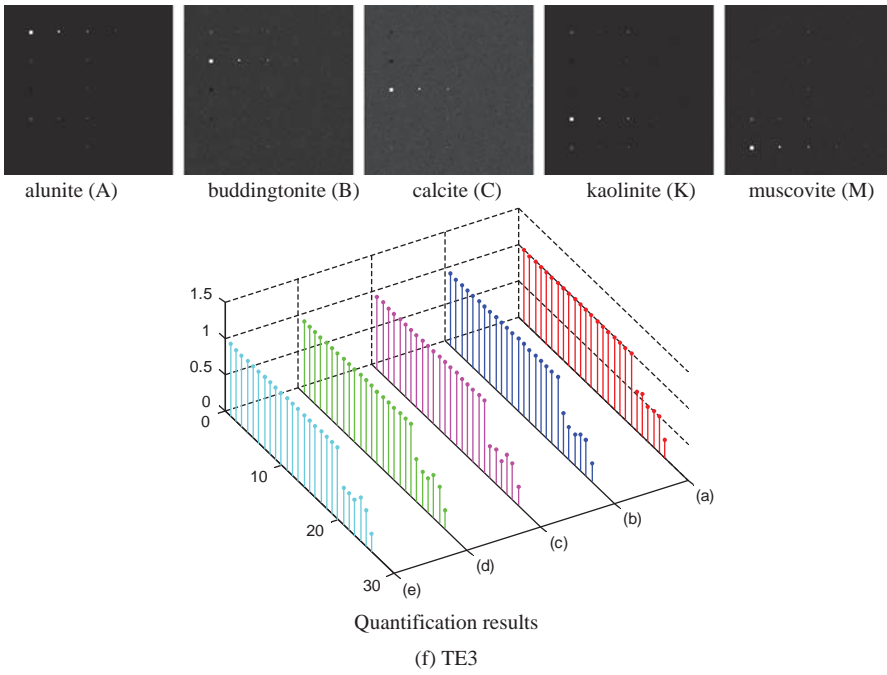 alunite (A) buddingtonite (B) calcite (C) kaolinite (K) muscovite (M)
1.5
1
0.5
0
0
10
20
30
(a)
(b)
(c)
(d)
(e)
Quantification results
(f) TE3